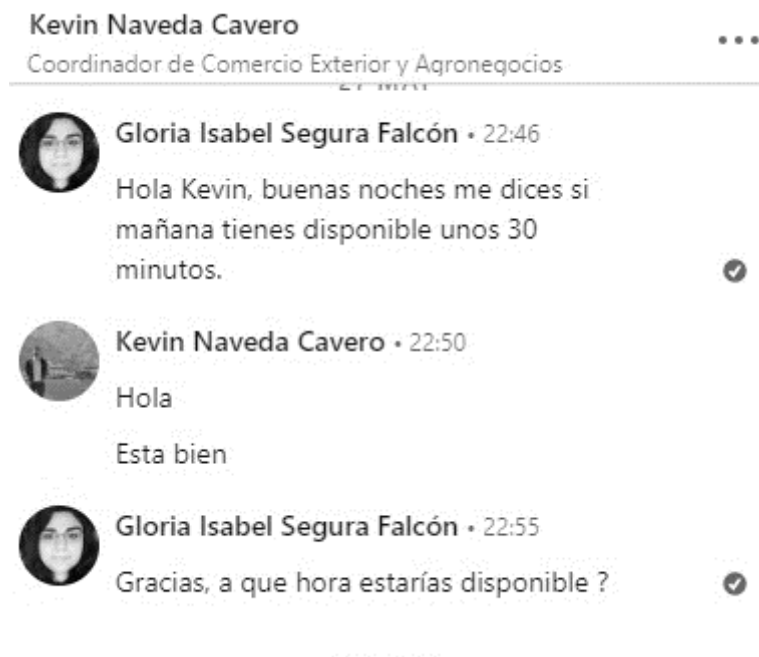 Kevin Naveda Cavero
Coordinador de Comercio Exterior y Agronegocios
Gloria Isabel Segura Falcón • 22:46
Hola Kevin, buenas noches me dices si
mañana tienes disponible unos 30
minutos.
Kevin Naveda Cavero • 22:50
Hola
Esta bien
Gloria Isabel Segura Falcón • 22:55
Gracias, a que hora estarías disponible ?